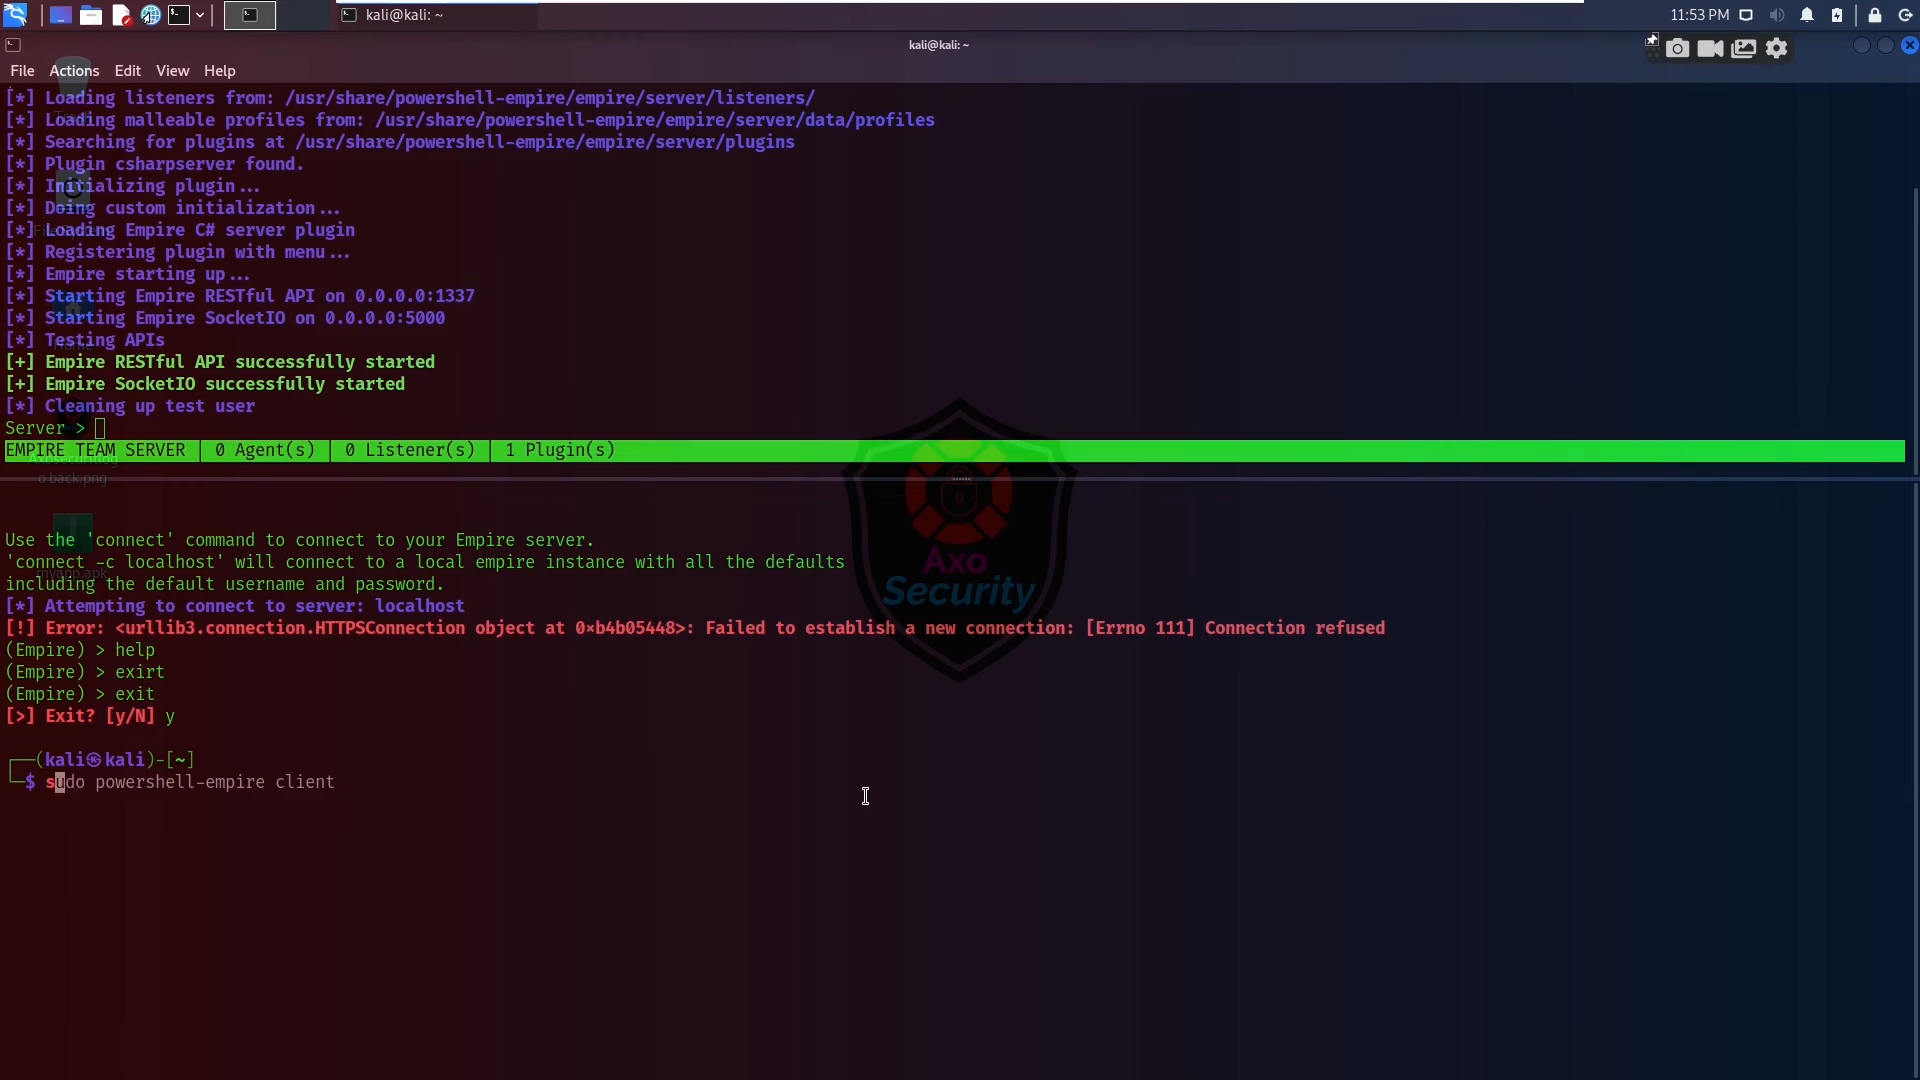 kali@kali: ~
11:53 PM
kali@kali: ~
File Actions Edit View Help
[*] Loading listeners from: /usr/share/powershell-empire/empire/server/listeners/
[*] Loading malleable profiles from: /usr/share/powershell-empire/empire/server/data/profiles
[*] Searching for plugins at /usr/share/powershell-empire/empire/server/plugins
[*] Plugin csharpserver found.
[*] Initializing plugin...
[*] Doing custom initialization...
[*] Loading Empire C# server plugin
[*] Registering plugin with menu...
[*] Empire starting up...
[*] Starting Empire RESTful API on 0.0.0.0:1337
[*] Starting Empire SocketIO on 0.0.0.0:5000
[*] Testing APIs
[+] Empire RESTful API successfully started
[+] Empire SocketIO successfully started
[*] Cleaning up test user
Server >
EMPIRE TEAM SERVER | 0 Agent(s) | 0 Listener(s) | 1 Plugin(s)
o back.png
Use the 'connect' command to connect to your Empire server.
'connect -c localhost' will connect to a local empire instance with all the defaults
myapp.apk
including the default username and password.
[*] Attempting to connect to server: localhost
[!] Error: <urllib3.connection.HTTPSConnection object at 0×b4b05448>: Failed to establish a new connection: [Errno 111] Connection refused
(Empire) > help
(Empire) > exirt
(Empire) > exit
[>] Exit? [y/N] y
┌──(kali㉿kali)-[~]
└─$ sudo powershell-empire client
Axo
Security